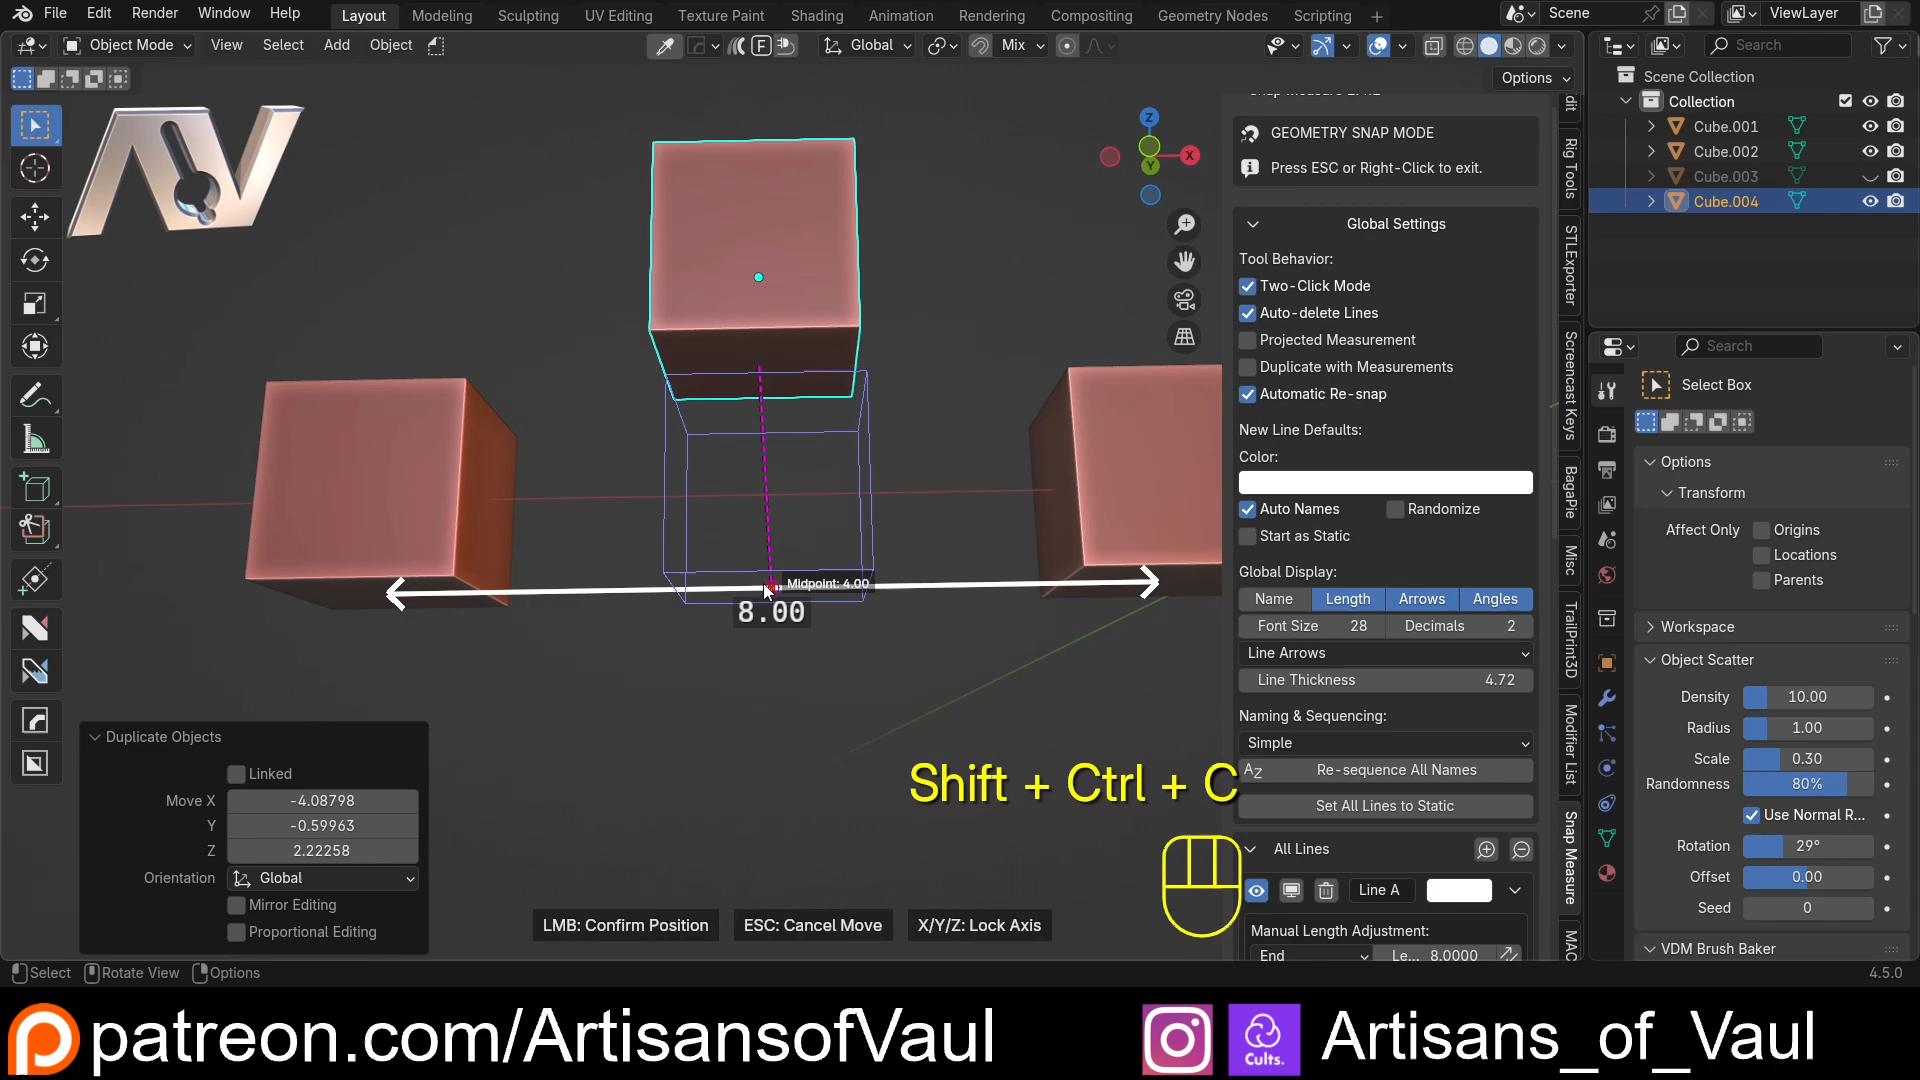 File Edit Render Window Help Layout Modeling Sculpting UV Editing Texture Paint Shading Animation Rendering Compositing Geometry Nodes Scripting + Scene ViewLayer
Object Mode View Select Add Object Global Mix Search
Options
Scene Collection
Collection
Cube.001
Cube.002
Cube.003
Cube.004
GEOMETRY SNAP MODE
Press ESC or Right-Click to exit.
Global Settings
Tool Behavior:
Two-Click Mode
Auto-delete Lines
Projected Measurement
Duplicate with Measurements
Automatic Re-snap
New Line Defaults:
Color:
Auto Names Randomize
Start as Static
Global Display:
Name Length Arrows Angles
Font Size 28 Decimals 2
Line Arrows
Line Thickness 4.72
Naming & Sequencing:
Simple
Re-sequence All Names
Set All Lines to Static
All Lines
Line A
Manual Length Adjustment:
End Le... 8.0000
Rig Tools
STLExporter
Screencast Keys
BagaPie
Misc
TrailPrint3D
Modifier List
Snap Measure
Z
X
Y
Midpoint: 4.00
8.00
Shift + Ctrl + C
Duplicate Objects
Linked
Move X -4.08798
Y -0.59963
Z 2.22258
Orientation Global
Mirror Editing
Proportional Editing
LMB: Confirm Position ESC: Cancel Move X/Y/Z: Lock Axis
Search
Select Box
Options
Transform
Affect Only Origins
Locations
Parents
Workspace
Object Scatter
Density 10.00
Radius 1.00
Scale 0.30
Randomness 80%
Use Normal R...
Rotation 29°
Offset 0.00
Seed 0
VDM Brush Baker
Select Rotate View Options 4.5.0
patreon.com/ArtisansofVaul Cults. Artisans_of_Vaul